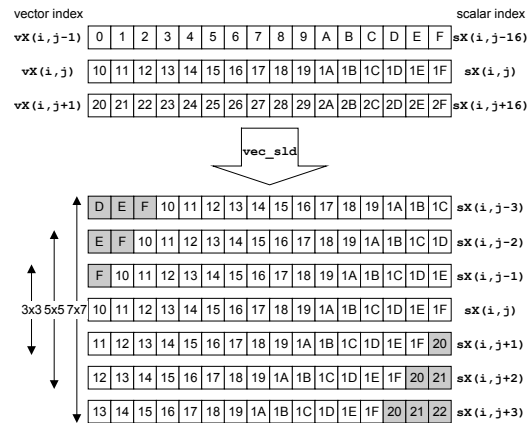 vector index scalar index
vX(i,j-1) 0 1 2 3 4 5 6 7 8 9 A B C D E F sX(i,j-16)
vX(i,j) 10 11 12 13 14 15 16 17 18 19 1A 1B 1C 1D 1E 1F sX(i,j)
vX(i,j+1) 20 21 22 23 24 25 26 27 28 29 2A 2B 2C 2D 2E 2F sX(i,j+16)
vec_sld
D E F 10 11 12 13 14 15 16 17 18 19 1A 1B 1C sX(i,j-3)
E F 10 11 12 13 14 15 16 17 18 19 1A 1B 1C 1D sX(i,j-2)
F 10 11 12 13 14 15 16 17 18 19 1A 1B 1C 1D 1E sX(i,j-1)
3x3 5x5 7x7 10 11 12 13 14 15 16 17 18 19 1A 1B 1C 1D 1E 1F sX(i,j)
11 12 13 14 15 16 17 18 19 1A 1B 1C 1D 1E 1F 20 sX(i,j+1)
12 13 14 15 16 17 18 19 1A 1B 1C 1D 1E 1F 20 21 sX(i,j+2)
13 14 15 16 17 18 19 1A 1B 1C 1D 1E 1F 20 21 22 sX(i,j+3)